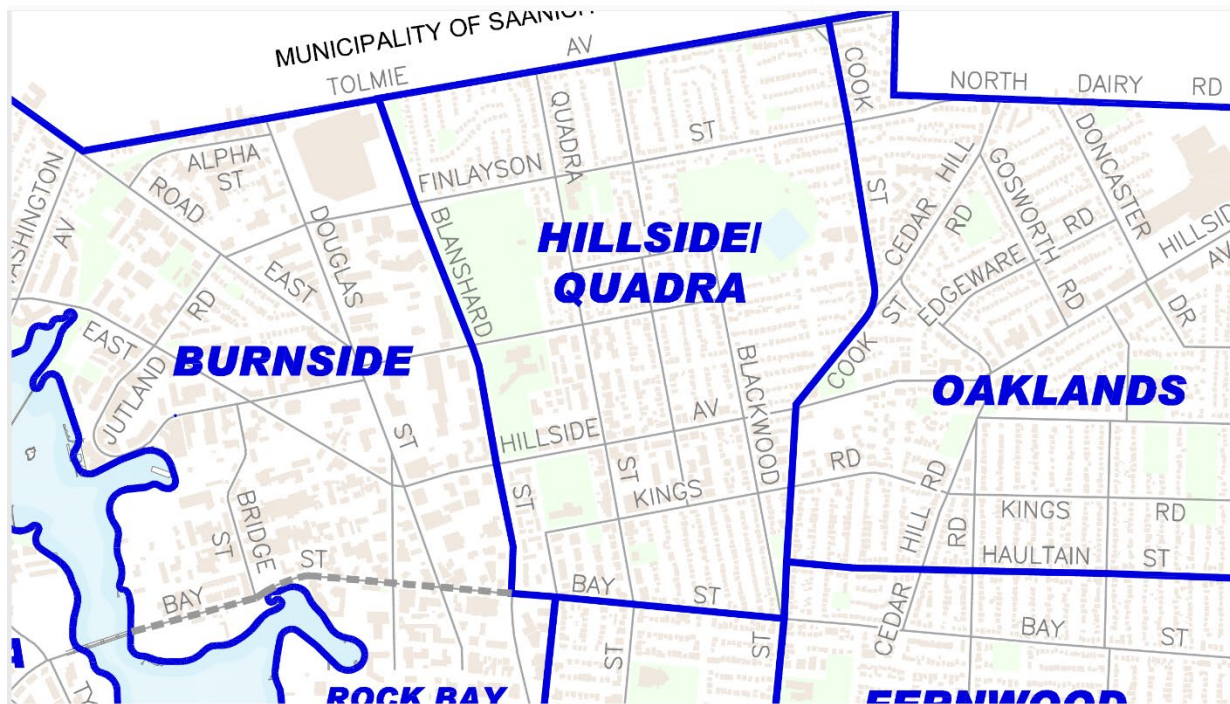 MUNICIPALITY OF SAANICH
TOLMIE AV
NORTH DAIRY RD
COOK ST
QUADRA ST
ALPHA ST
FINLAYSON ST
WASHINGTON AV
ROAD
DOUGLAS ST
BLANSHARD ST
CEDAR HILL RD
GOSWORTH RD
DONCASTER DR
HILLSIDE AV
EDGEWARE RD
HILLSIDE/
QUADRA
EAST
EAST
JUTLAND RD
BURNSIDE
COOK ST
BLACKWOOD ST
OAKLANDS
HILLSIDE AV
KINGS RD
KINGS RD
BRIDGE ST
HAULTAIN ST
CEDAR HILL RD
BAY ST
BAY ST
BAY ST
ST
ROCK BAY
FERNWOOD